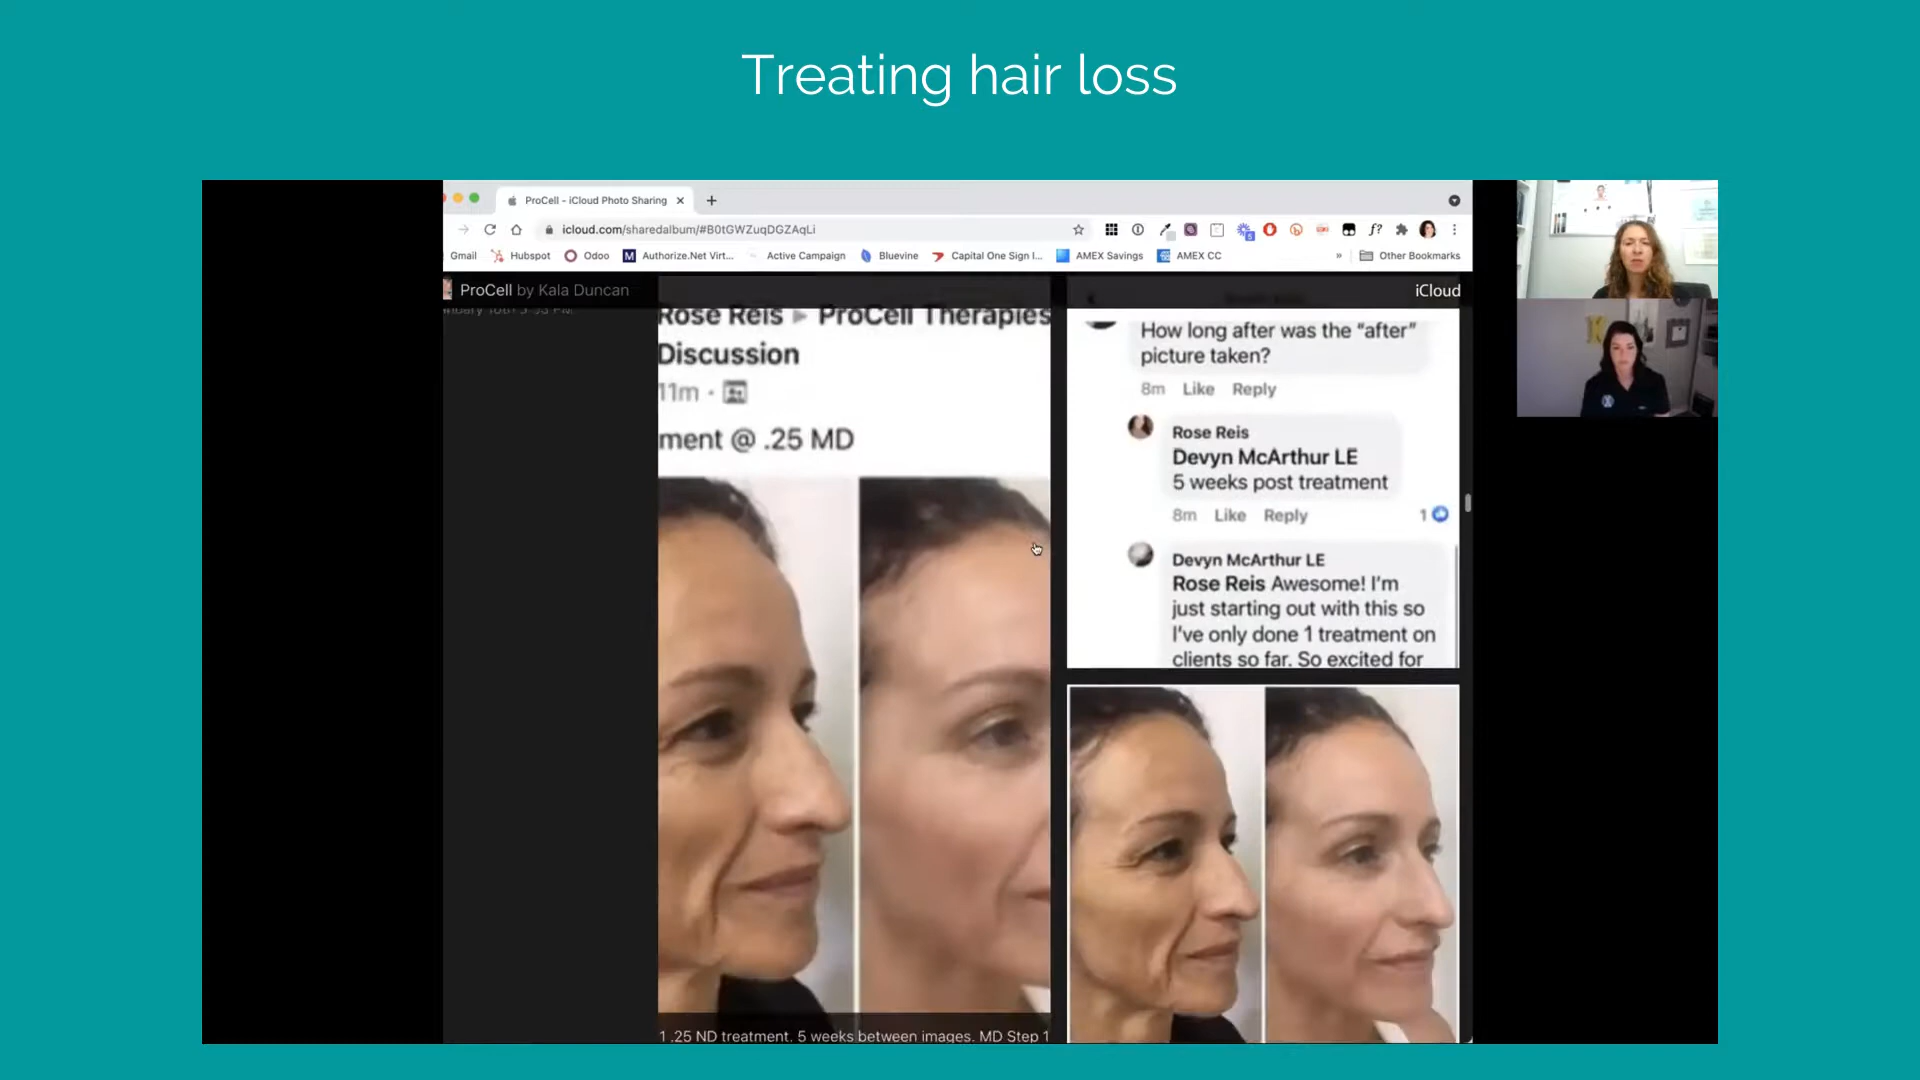 Treating hair loss
ProCell - iCloud Photo Sharing
icloud.com/sharedalbum/#B0tGWZuqDGZAqLi
Gmail Hubspot Odoo Authorize.Net Virt... Active Campaign Bluevine Capital One Sign I... AMEX Savings AMEX CC » Other Bookmarks
ProCell by Kala Duncan
iCloud
Rose Reis ▸ ProCell Therapies
Discussion
11m ·
ment @ .25 MD
1 .25 ND treatment. 5 weeks between images. MD Step 1
How long after was the “after”
picture taken?
8m Like Reply
Rose Reis
Devyn McArthur LE
5 weeks post treatment
8m Like Reply 1
Devyn McArthur LE
Rose Reis Awesome! I’m
just starting out with this so
I’ve only done 1 treatment on
clients so far. So excited for